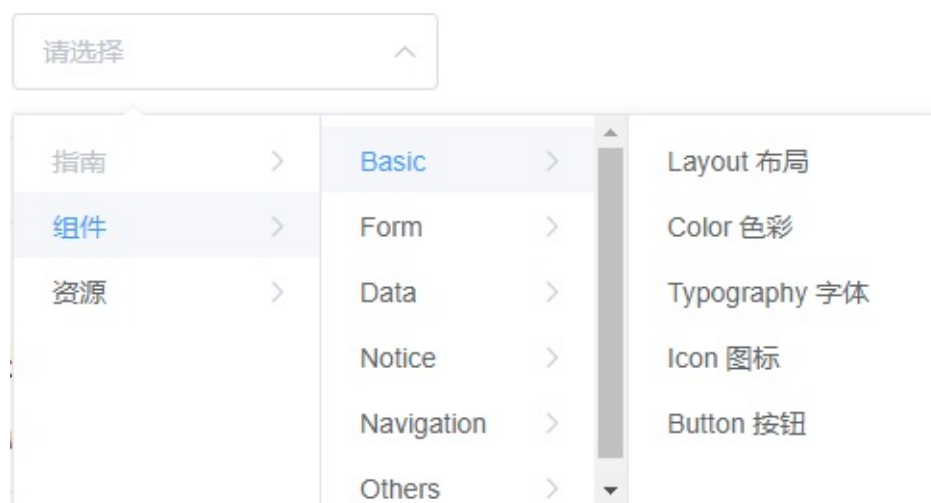 请选择
指南
组件
资源
Basic
Form
Data
Notice
Navigation
Others
Layout 布局
Color 色彩
Typography 字体
Icon 图标
Button 按钮